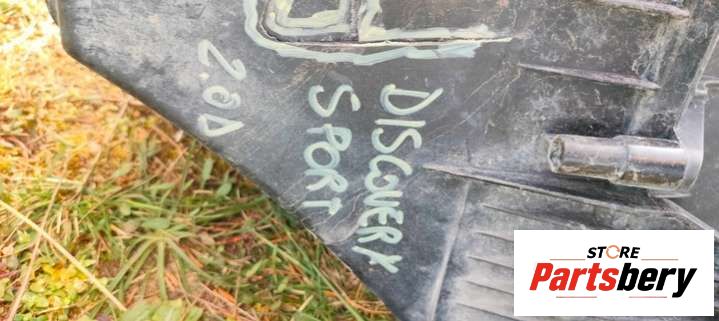 2.0D
DISCOVERY
SPORT
STORE
Partsbery